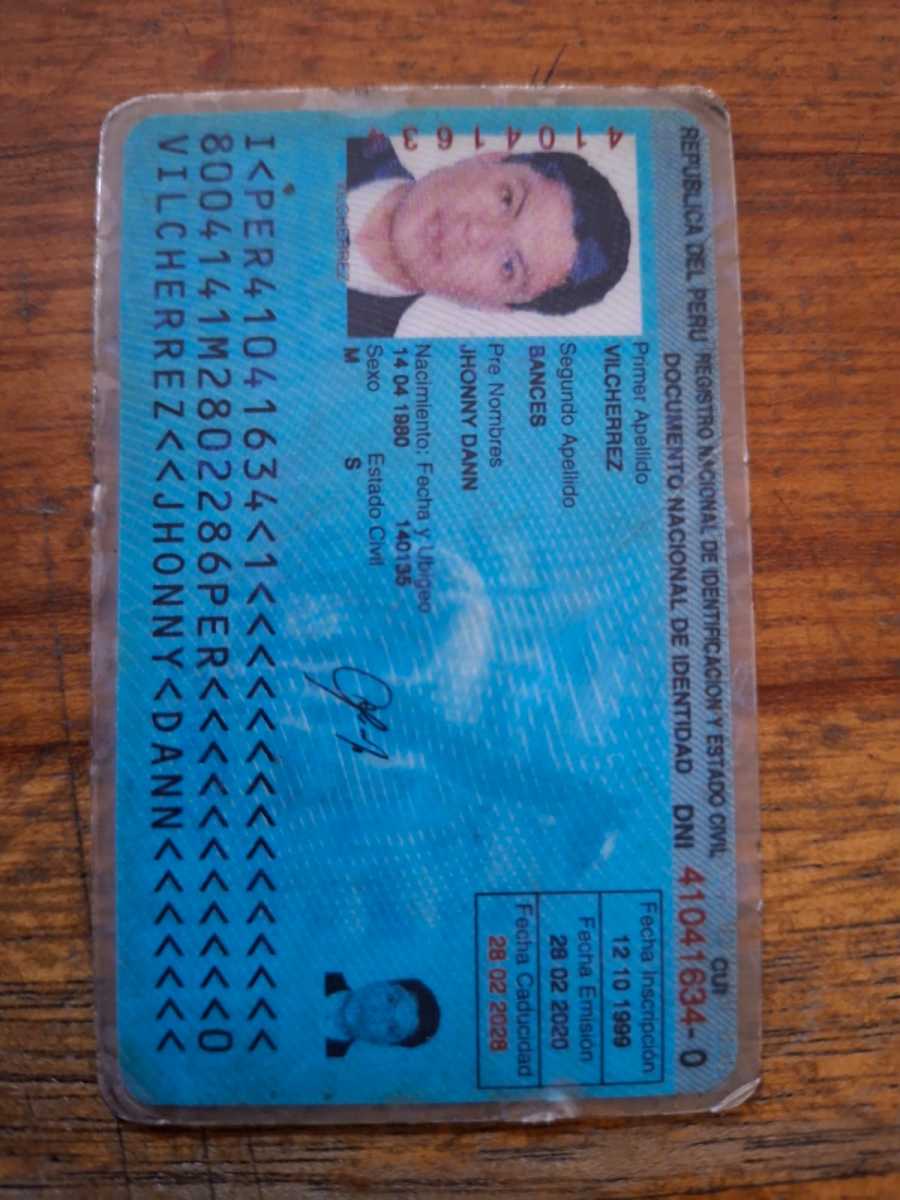 REPUBLICA DEL PERU REGISTRO NACIONAL DE IDENTIFICACION Y ESTADO CIVIL
CUI
DOCUMENTO NACIONAL DE IDENTIDAD DNI 41041634 - 0
Primer Apellido
VILCHERREZ
Segundo Apellido
BANCES
Pre Nombres
JHONNY DANN
Nacimiento: Fecha y Ubigeo
14 04 1980 140135
Sexo Estado Civil
M S
Fecha Inscripción
12 10 1999
Fecha Emisión
28 02 2020
Fecha Caducidad
28 02 2028
41041634
VILCHERREZ
I<PER41041634<1<<<<<<<<<<<<<<<
8004141M2802286PER<<<<<<<<<<<0
VILCHERREZ<<JHONNY<DANN<<<<<<<